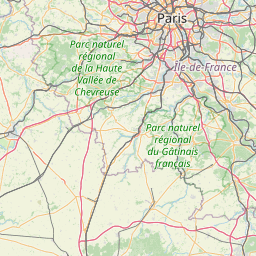 Paris
Parc naturel
régional
de la Haute
Vallée de
Chevreuse
Île-de-France
Parc naturel
régional
du Gâtinais
français